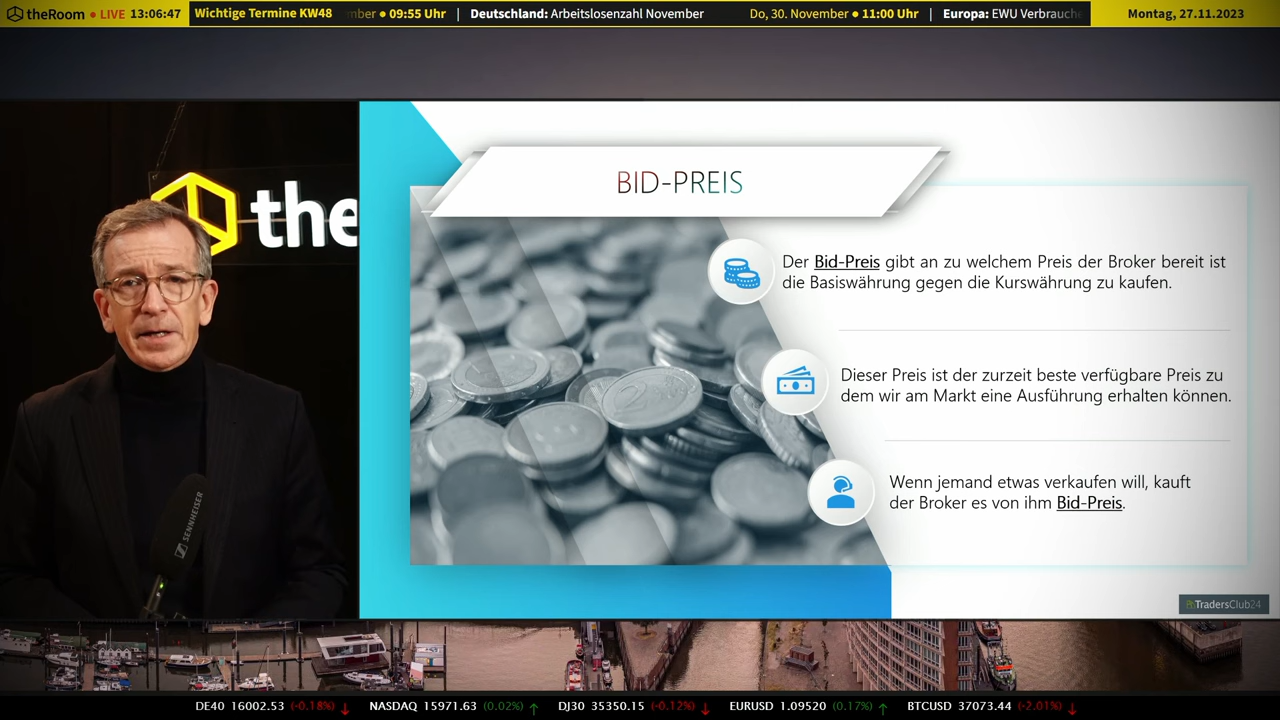 theRoom • LIVE 13:06:47
Wichtige Termine KW48
mber • 09:55 Uhr | Deutschland: Arbeitslosenzahl November
Do, 30. November • 11:00 Uhr | Europa: EWU Verbrauche
Montag, 27.11.2023
the
BID-PREIS
Der Bid-Preis gibt an zu welchem Preis der Broker bereit ist
die Basiswährung gegen die Kurswährung zu kaufen.
Dieser Preis ist der zurzeit beste verfügbare Preis zu
dem wir am Markt eine Ausführung erhalten können.
Wenn jemand etwas verkaufen will, kauft
der Broker es von ihm Bid-Preis.
SENNHEISER
TradersClub24
DE40 16002.53 (-0.18%) ↓ NASDAQ 15971.63 (0.02%) ↑ DJ30 35350.15 (-0.12%) ↓ EURUSD 1.09520 (0.17%) ↑ BTCUSD 37073.44 (-2.01%) ↓